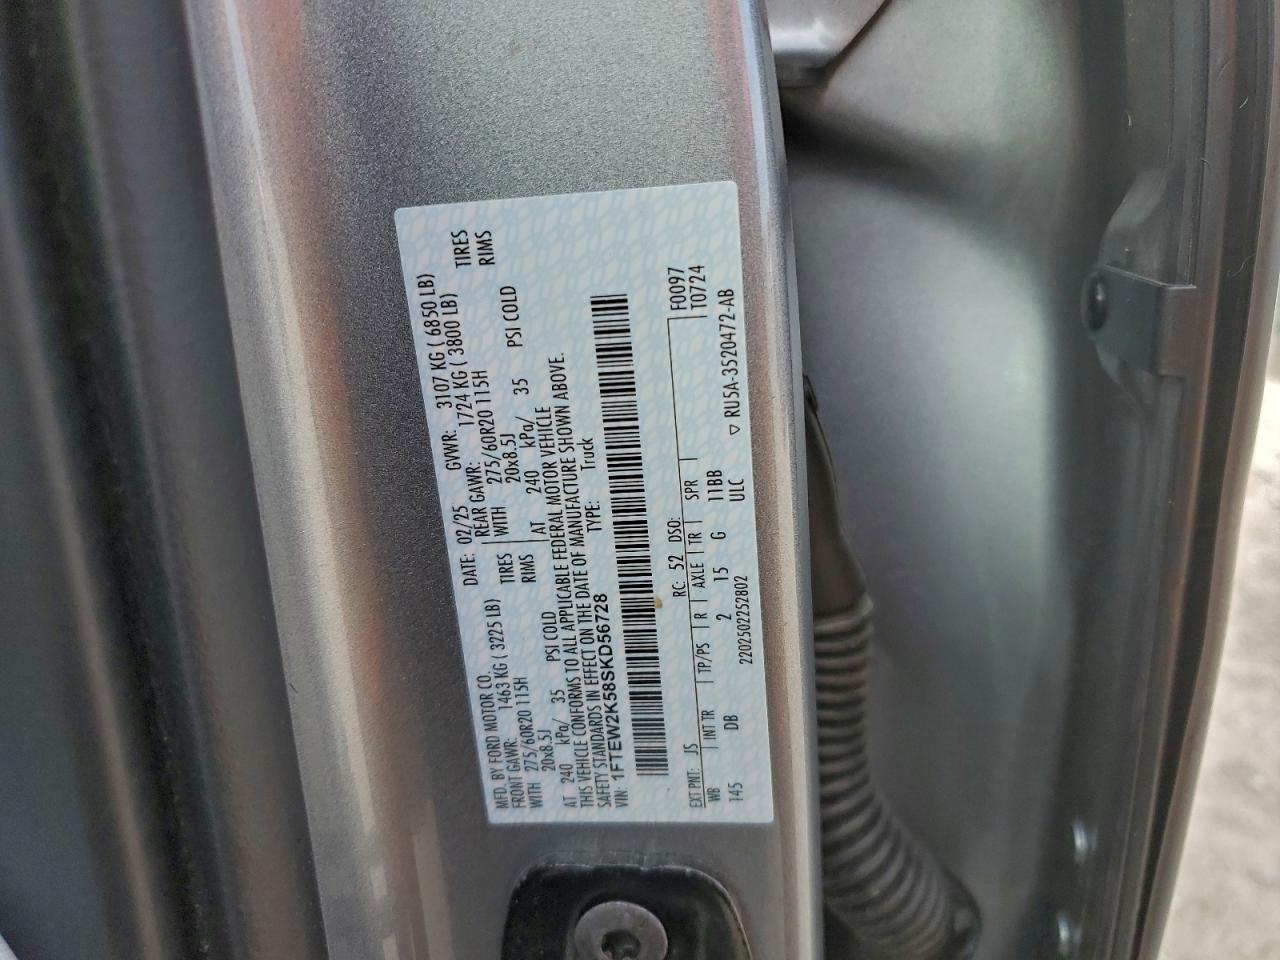 MFD. BY FORD MOTOR CO.
DATE: 02/25 GVWR: 3107 KG ( 6850 LB)
FRONT GAWR: 1463 KG ( 3225 LB)
REAR GAWR: 1724 KG ( 3800 LB)
WITH 275/60R20 115H TIRES
WITH 275/60R20 115H TIRES
20x8.5J RIMS
20x8.5J RIMS
AT 240 kPa/ 35 PSI COLD
AT 240 kPa/ 35 PSI COLD
THIS VEHICLE CONFORMS TO ALL APPLICABLE FEDERAL MOTOR VEHICLE
SAFETY STANDARDS IN EFFECT ON THE DATE OF MANUFACTURE SHOWN ABOVE.
VIN: 1FTEW2K58SKD56728 TYPE: Truck
F0097
EXT PNT: JS RC: 52 DSO: T0724
WB INT TR TP/PS R AXLE TR SPR
145 DB 2 15 G 11BB
2202502252802 ULC ▽ RU5A-3520472-AB